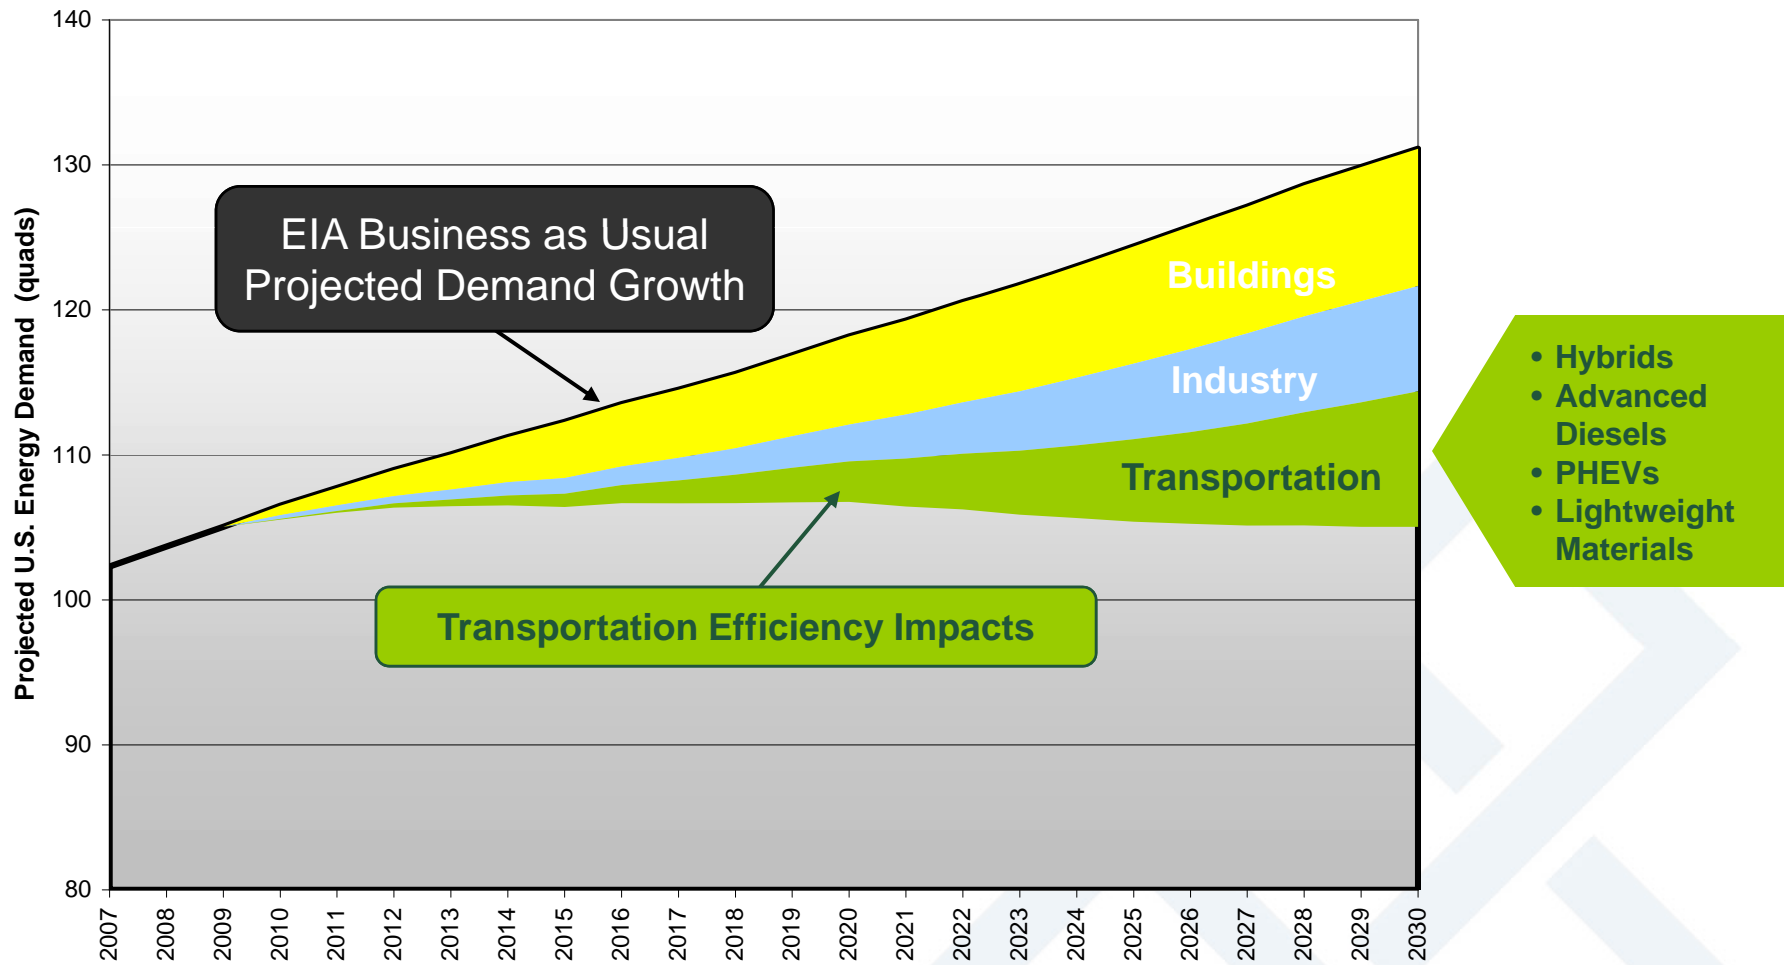 140
130
120
110
100
90
80
Projected U.S. Energy Demand (quads)
EIA Business as Usual
Projected Demand Growth
Buildings
Industry
Transportation
Transportation Efficiency Impacts
• Hybrids
• Advanced
Diesels
• PHEVs
• Lightweight
Materials
2007
2008
2009
2010
2011
2012
2013
2014
2015
2016
2017
2018
2019
2020
2021
2022
2023
2024
2025
2026
2027
2028
2029
2030